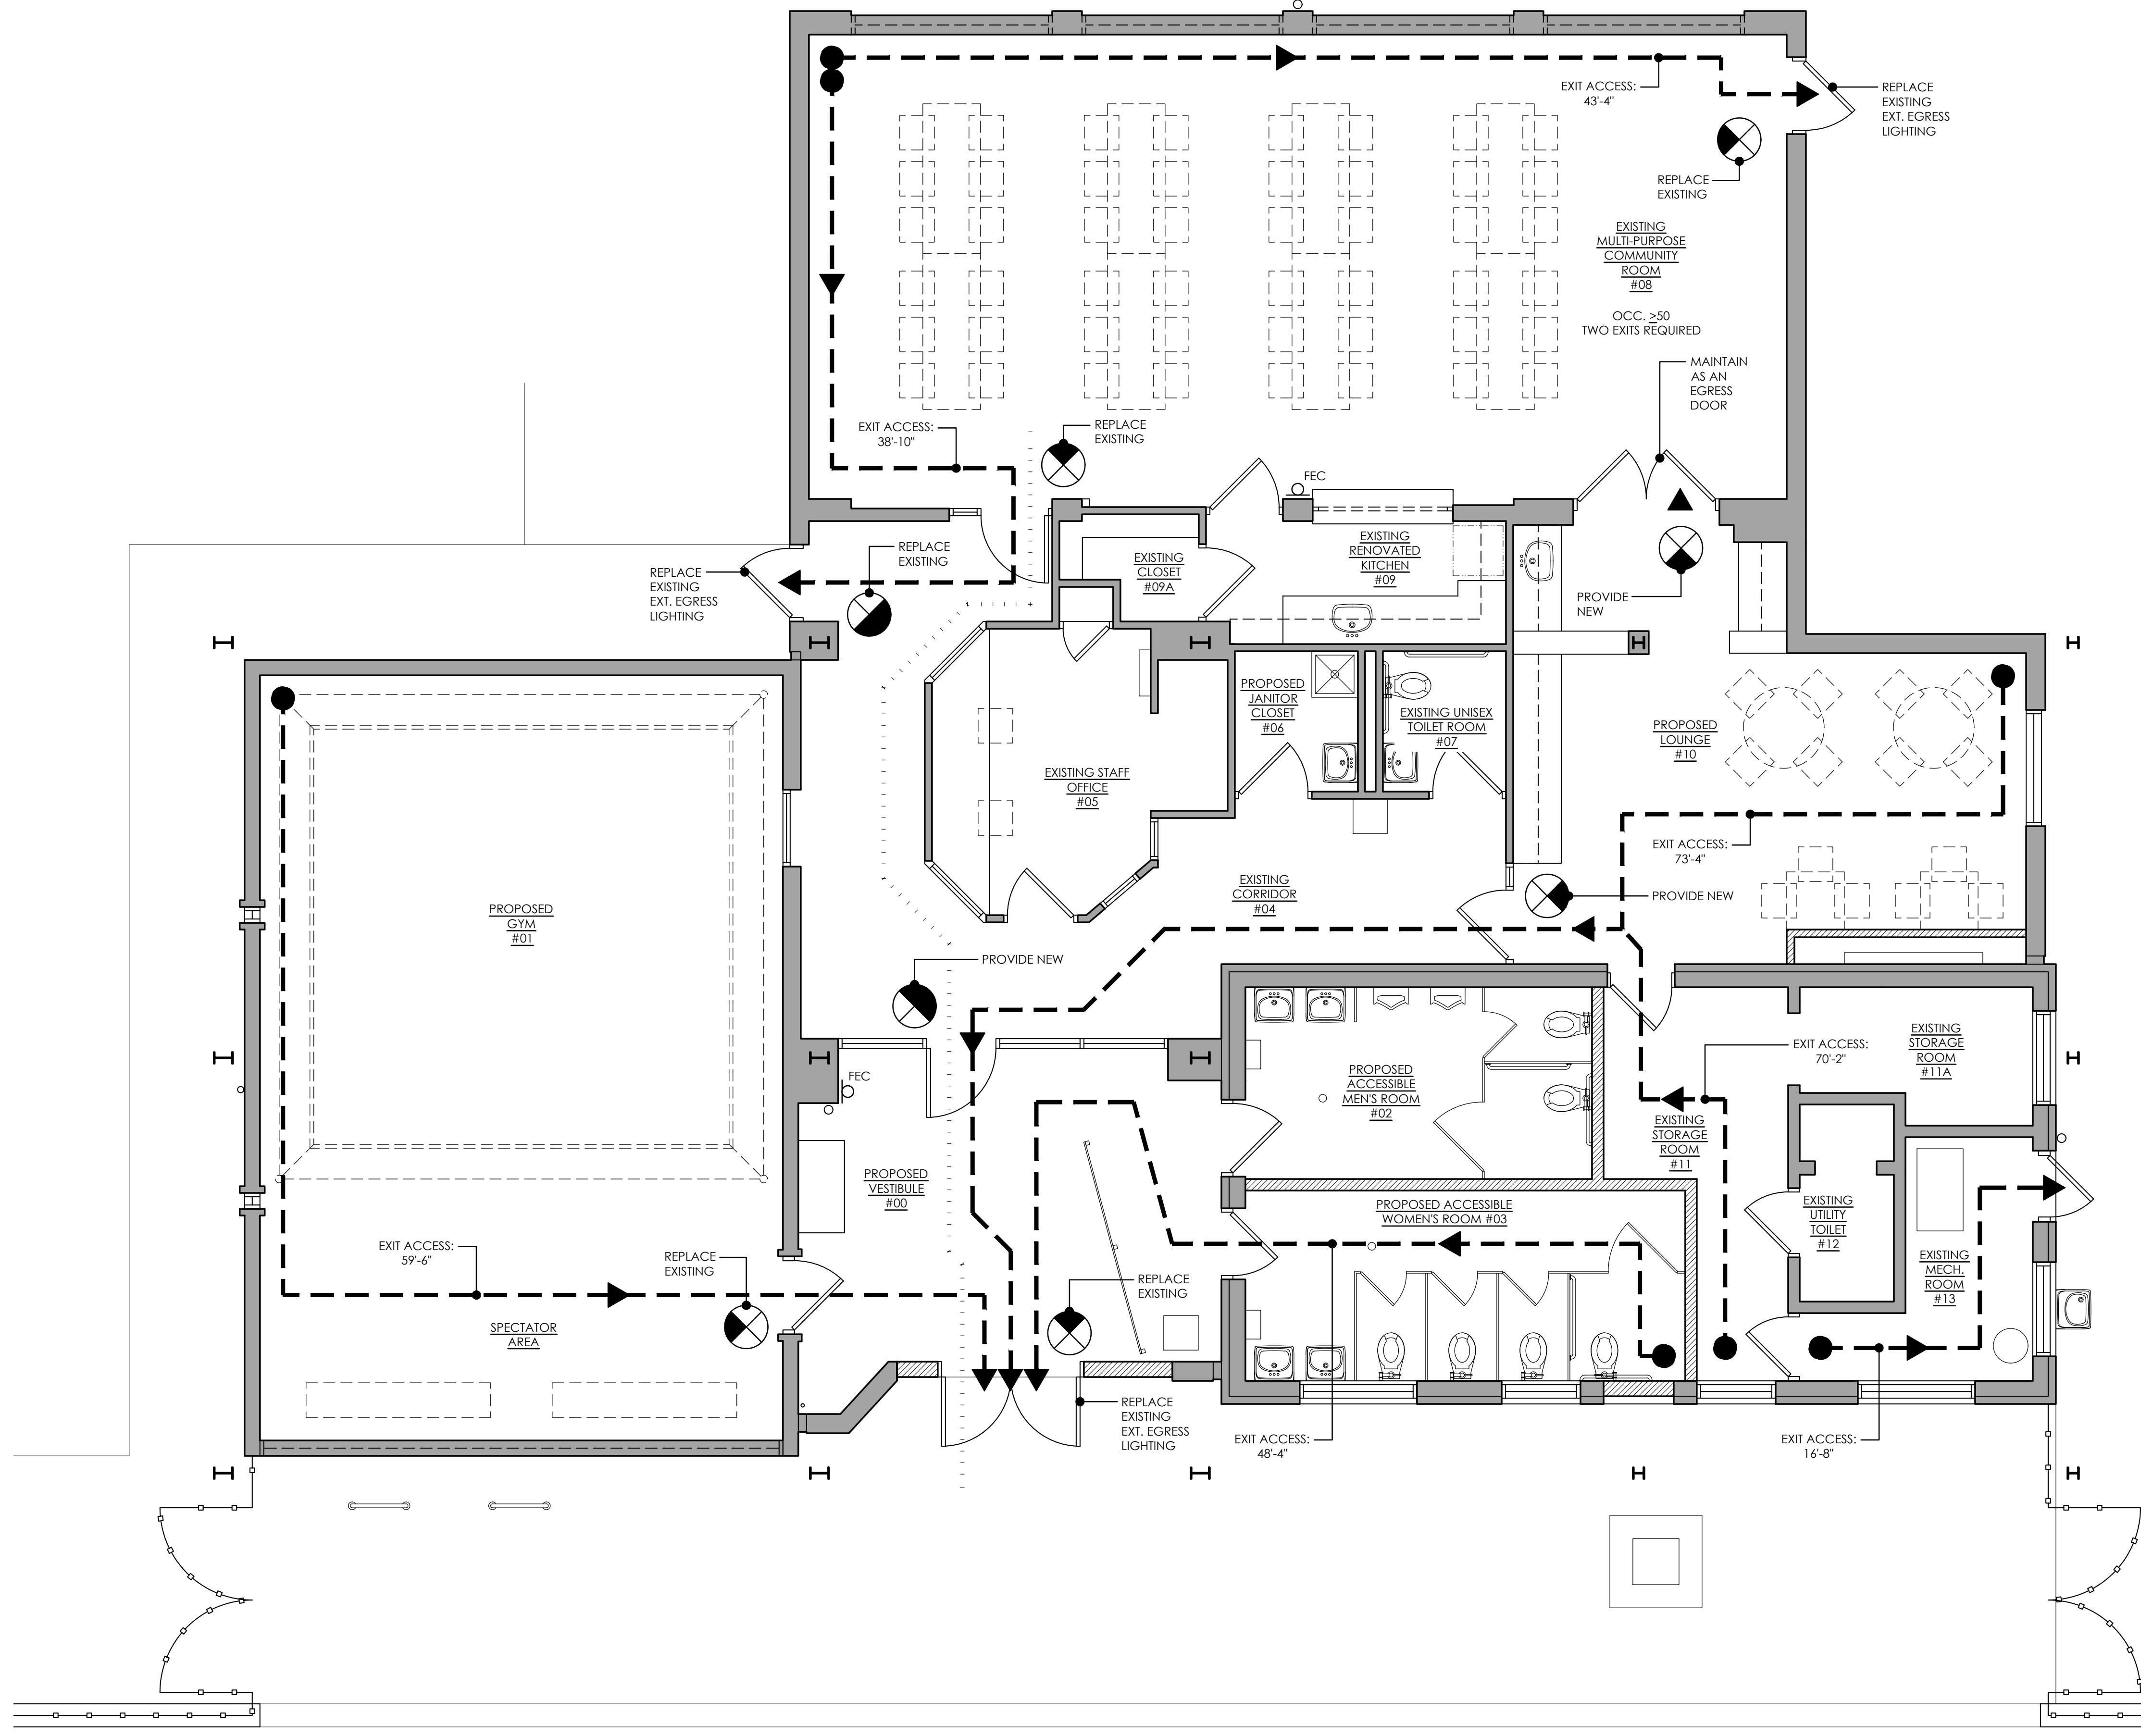 EXIT ACCESS:
43'-4"
REPLACE
EXISTING
EXT. EGRESS
LIGHTING
REPLACE
EXISTING
EXISTING
MULTI-PURPOSE
COMMUNITY
ROOM
#08
OCC. ≥50
TWO EXITS REQUIRED
MAINTAIN
AS AN
EGRESS
DOOR
EXIT ACCESS:
38'-10"
REPLACE
EXISTING
FEC
REPLACE
EXISTING
REPLACE
EXISTING
EXT. EGRESS
LIGHTING
EXISTING
CLOSET
#09A
EXISTING
RENOVATED
KITCHEN
#09
PROVIDE
NEW
PROPOSED
JANITOR
CLOSET
#06
EXISTING UNISEX
TOILET ROOM
#07
PROPOSED
LOUNGE
#10
EXISTING STAFF
OFFICE
#05
EXIT ACCESS:
73'-4"
PROPOSED
GYM
#01
EXISTING
CORRIDOR
#04
PROVIDE NEW
PROVIDE NEW
FEC
PROPOSED
ACCESSIBLE
MEN'S ROOM
#02
EXIT ACCESS:
70'-2"
EXISTING
STORAGE
ROOM
#11A
EXISTING
STORAGE
ROOM
#11
PROPOSED
VESTIBULE
#00
PROPOSED ACCESSIBLE
WOMEN'S ROOM #03
EXISTING
UTILITY
TOILET
#12
EXISTING
MECH.
ROOM
#13
EXIT ACCESS:
59'-6"
REPLACE
EXISTING
REPLACE
EXISTING
SPECTATOR
AREA
REPLACE
EXISTING
EXT. EGRESS
LIGHTING
EXIT ACCESS:
48'-4"
EXIT ACCESS:
16'-8"